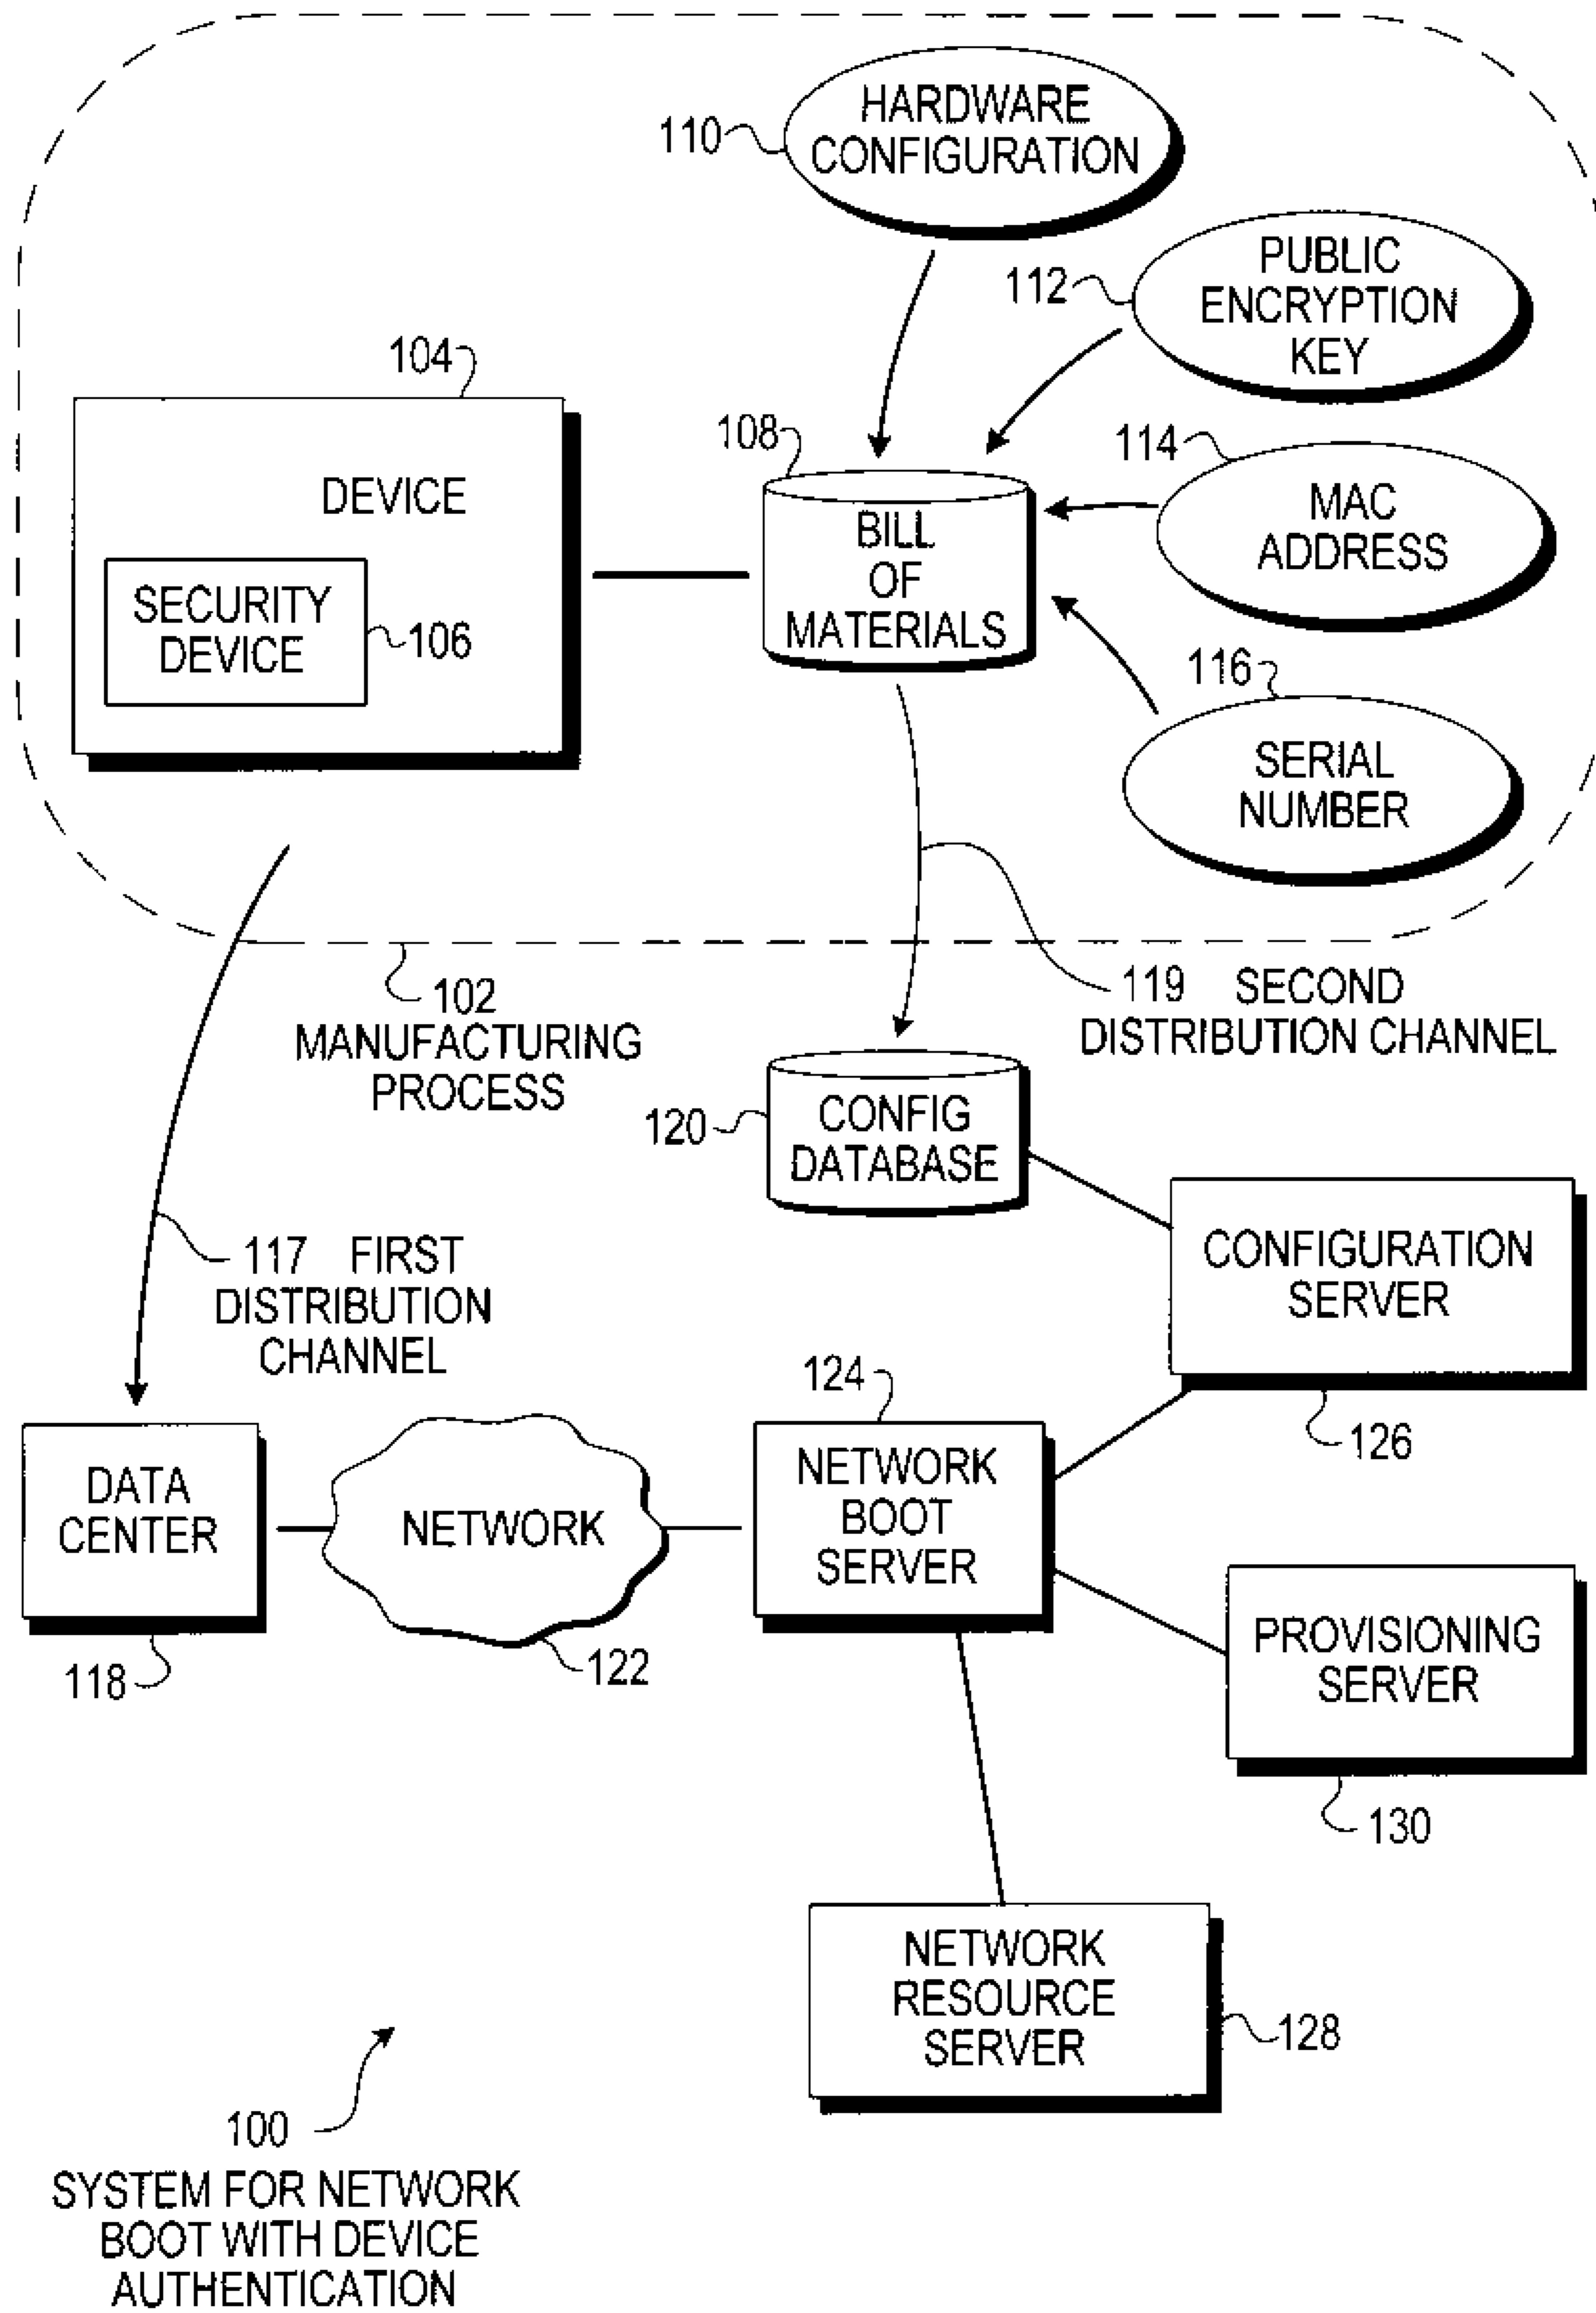 HARDWARE
CONFIGURATION
110
PUBLIC
ENCRYPTION
KEY
112
104
108
114
MAC
ADDRESS
DEVICE
BILL
OF
MATERIALS
SECURITY
DEVICE
106
116
SERIAL
NUMBER
102
MANUFACTURING
PROCESS
119 SECOND
DISTRIBUTION CHANNEL
120
CONFIG
DATABASE
117 FIRST
DISTRIBUTION
CHANNEL
CONFIGURATION
SERVER
124
126
DATA
CENTER
NETWORK
NETWORK
BOOT
SERVER
118
122
PROVISIONING
SERVER
130
NETWORK
RESOURCE
SERVER
128
100
SYSTEM FOR NETWORK
BOOT WITH DEVICE
AUTHENTICATION